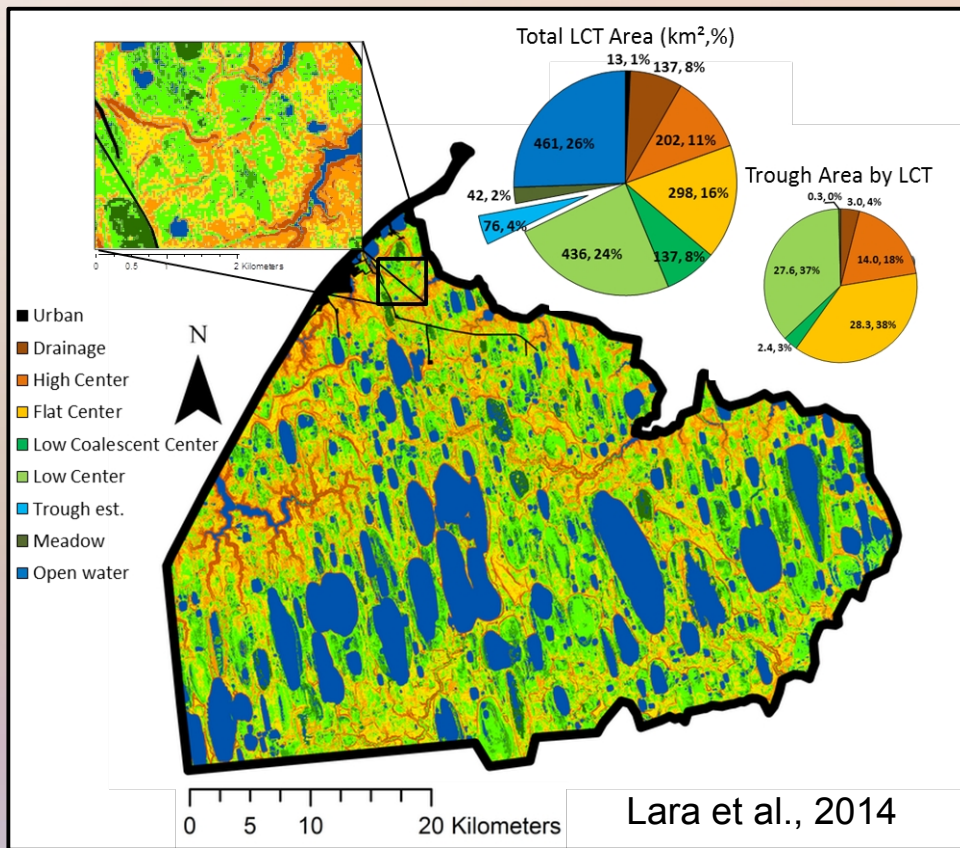 Total LCT Area (km²,%)
13, 1%
137, 8%
202, 11%
298, 16%
137, 8%
436, 24%
76, 4%
42, 2%
461, 26%
Trough Area by LCT
0.3, 0%
3.0, 4%
14.0, 18%
28.3, 38%
2.4, 3%
27.6, 37%
0 0.5 1 2 Kilometers
Urban
Drainage
High Center
Flat Center
Low Coalescent Center
Low Center
Trough est.
Meadow
Open water
N
0 5 10 20 Kilometers
Lara et al., 2014